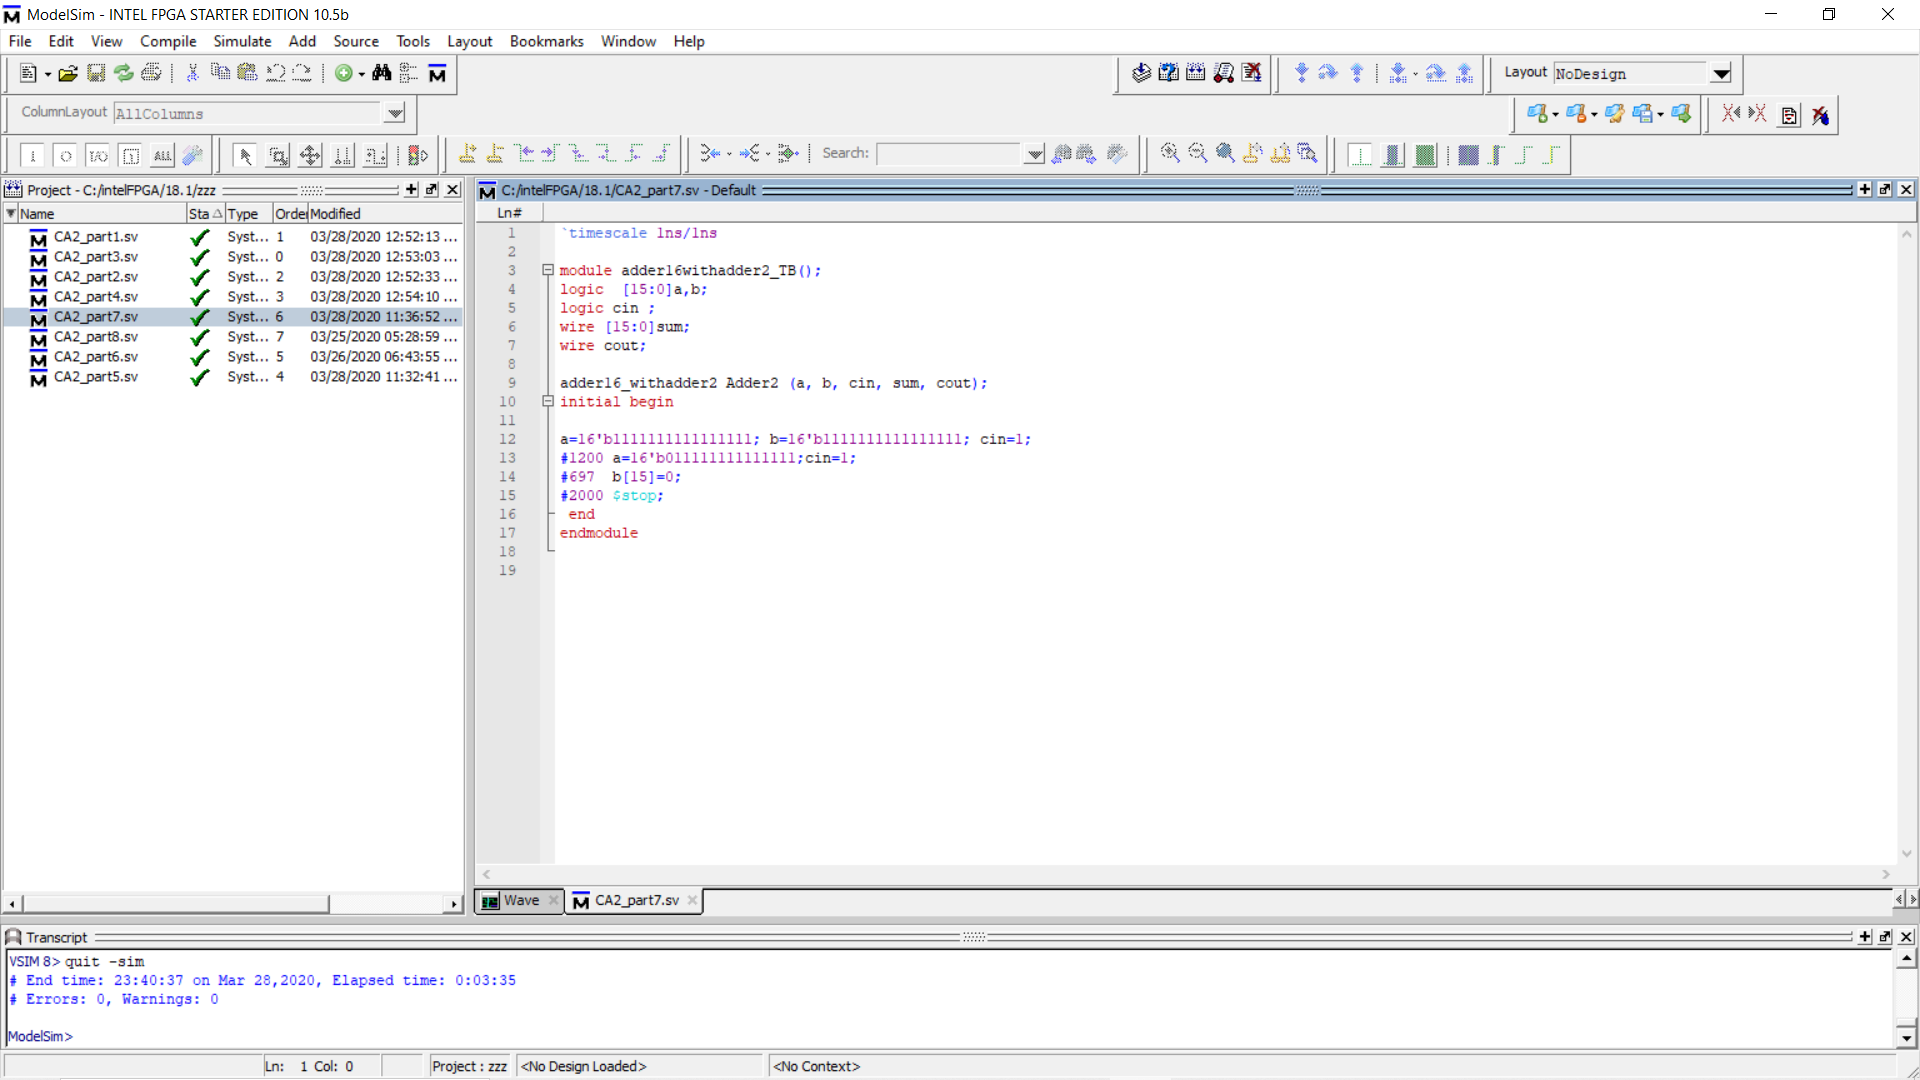 ModelSim - INTEL FPGA STARTER EDITION 10.5b
File Edit View Compile Simulate Add Source Tools Layout Bookmarks Window Help
Layout NoDesign
ColumnLayout AllColumns
Search:
Project - C:/intelFPGA/18.1/zzz
Name Sta Type Order Modified
CA2_part1.sv Syst... 1 03/28/2020 12:52:13 ...
CA2_part3.sv Syst... 0 03/28/2020 12:53:03 ...
CA2_part2.sv Syst... 2 03/28/2020 12:52:33 ...
CA2_part4.sv Syst... 3 03/28/2020 12:54:10 ...
CA2_part7.sv Syst... 6 03/28/2020 11:36:52 ...
CA2_part8.sv Syst... 7 03/25/2020 05:28:59 ...
CA2_part6.sv Syst... 5 03/26/2020 06:43:55 ...
CA2_part5.sv Syst... 4 03/28/2020 11:32:41 ...
C:/intelFPGA/18.1/CA2_part7.sv - Default
Ln#
1 `timescale 1ns/1ns
2
3 module adder16withadder2_TB();
4 logic [15:0]a,b;
5 logic cin ;
6 wire [15:0]sum;
7 wire cout;
8
9 adder16_withadder2 Adder2 (a, b, cin, sum, cout);
10 initial begin
11
12 a=16'b1111111111111111; b=16'b1111111111111111; cin=1;
13 #1200 a=16'b0111111111111111;cin=1;
14 #697 b[15]=0;
15 #2000 $stop;
16 end
17 endmodule
18
19
Wave CA2_part7.sv
Transcript
VSIM 8> quit -sim
# End time: 23:40:37 on Mar 28,2020, Elapsed time: 0:03:35
# Errors: 0, Warnings: 0
ModelSim>
Ln: 1 Col: 0 Project : zzz <No Design Loaded> <No Context>